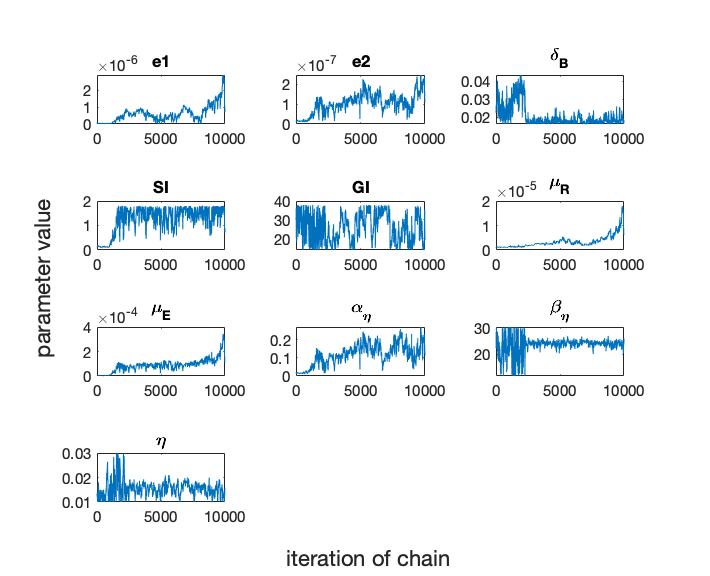 ×10⁻⁶ e1
2
1
0
0 5000 10000
×10⁻⁷ e2
2
1
0
0 5000 10000
δ_B
0.04
0.03
0.02
0 5000 10000
SI
2
1
0
0 5000 10000
GI
40
30
20
0 5000 10000
×10⁻⁵ μ_R
2
1
0
0 5000 10000
×10⁻⁴ μ_E
4
2
0
0 5000 10000
α_η
0.2
0.1
0
0 5000 10000
β_η
30
20
0 5000 10000
η
0.03
0.02
0.01
0 5000 10000
parameter value
iteration of chain